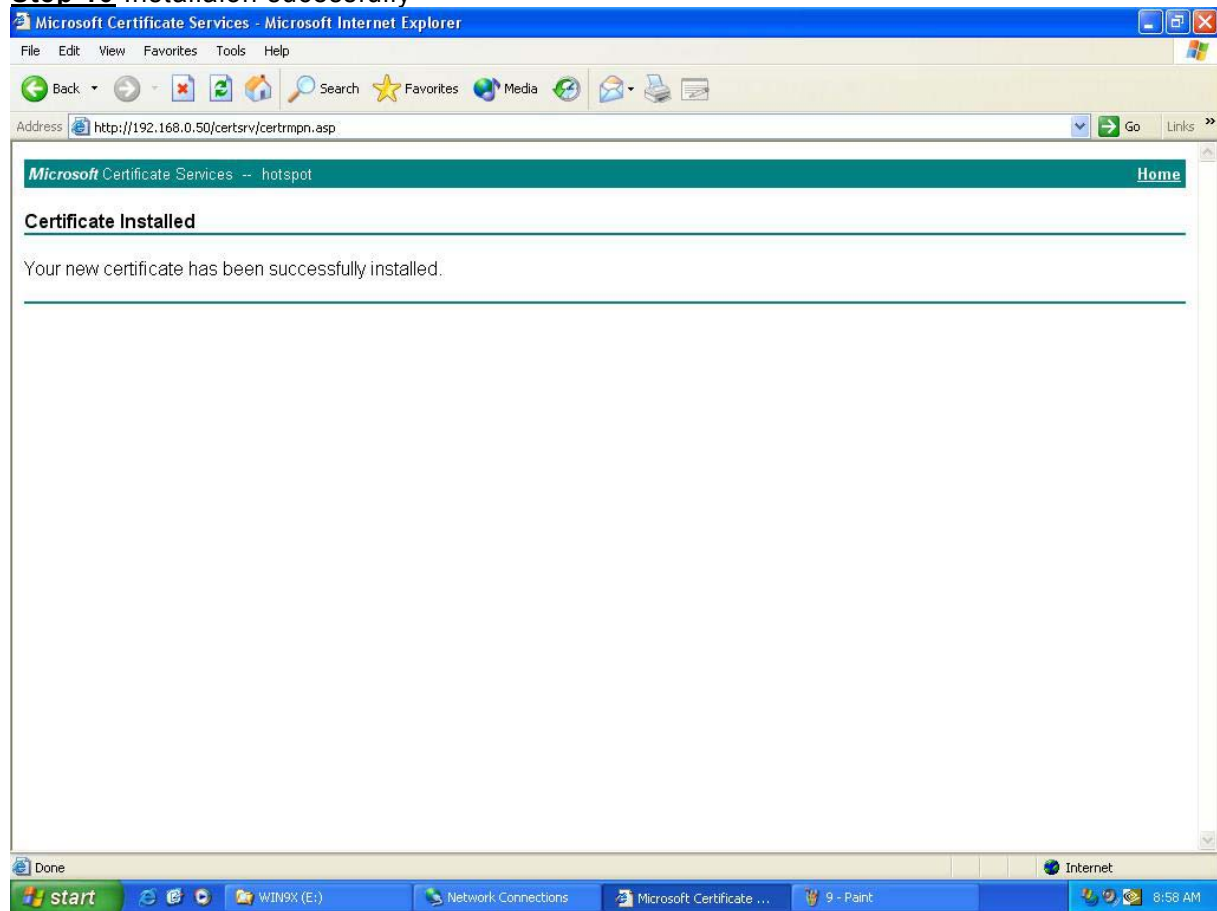 Microsoft Certificate Services - Microsoft Internet Explorer
File Edit View Favorites Tools Help
Back Search Favorites Media
Address http://192.168.0.50/certsrv/certrmpn.asp Go Links »
Microsoft Certificate Services -- hotspot Home
Certificate Installed
Your new certificate has been successfully installed.
Done Internet
start WIN9X (E:) Network Connections Microsoft Certificate ... 9 - Paint 8:58 AM